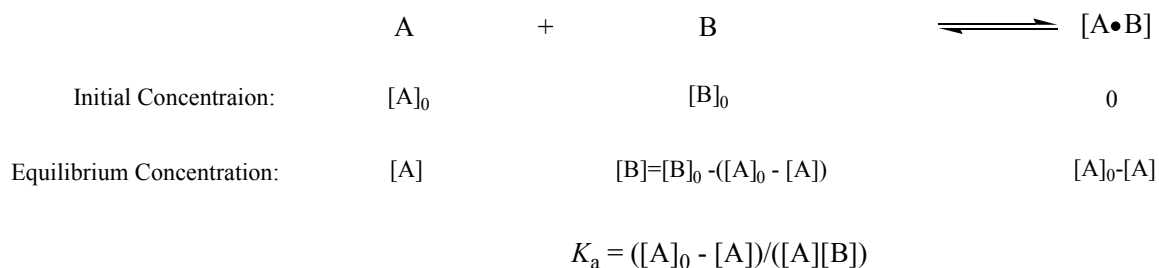 A + B ⇌ [A•B]
Initial Concentraion: [A]₀ [B]₀ 0
Equilibrium Concentration: [A] [B]=[B]₀ -([A]₀ - [A]) [A]₀-[A]
Kₐ = ([A]₀ - [A])/([A][B])